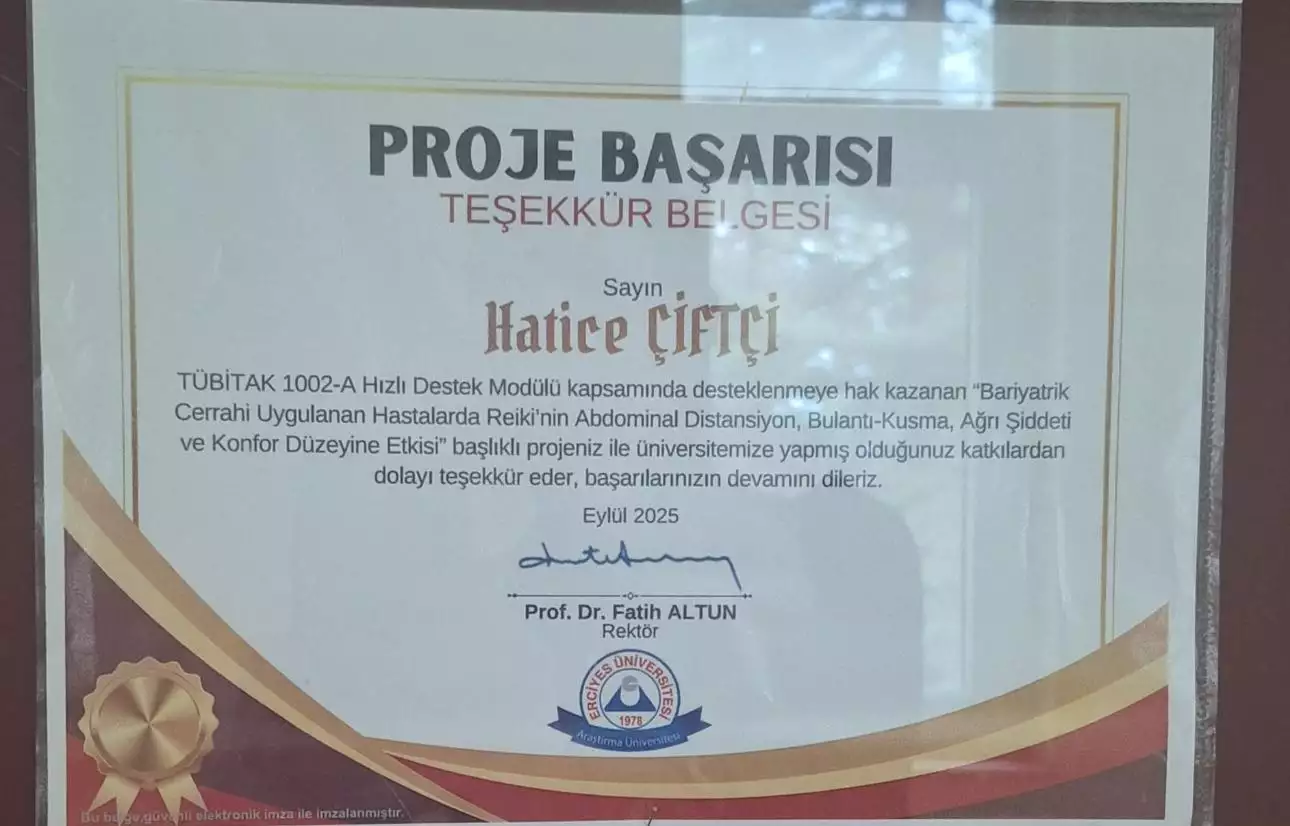 PROJE BAŞARISI
TEŞEKKÜR BELGESİ
Sayın
Hatice ÇİFTÇİ
TÜBİTAK 1002-A Hızlı Destek Modülü kapsamında desteklenmeye hak kazanan “Bariyatrik
Cerrahi Uygulanan Hastalarda Reiki’nin Abdominal Distansiyon, Bulantı-Kusma, Ağrı Şiddeti
ve Konfor Düzeyine Etkisi” başlıklı projeniz ile üniversitemize yapmış olduğunuz katkılardan
dolayı teşekkür eder, başarılarınızın devamını dileriz.
Eylül 2025
Prof. Dr. Fatih ALTUN
Rektör
ERCİYES ÜNİVERSİTESİ
1978
Araştırma Üniversitesi
Bu belge,güvenli elektronik imza ile imzalanmıştır.